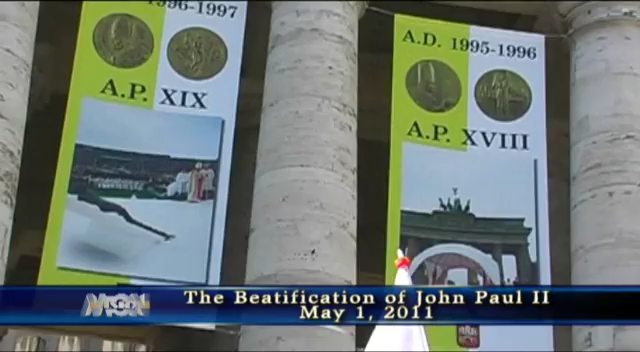 1996-1997
A.P. XIX
A.D. 1995-1996
A.P. XVIII
The Beatification of John Paul II
May 1, 2011